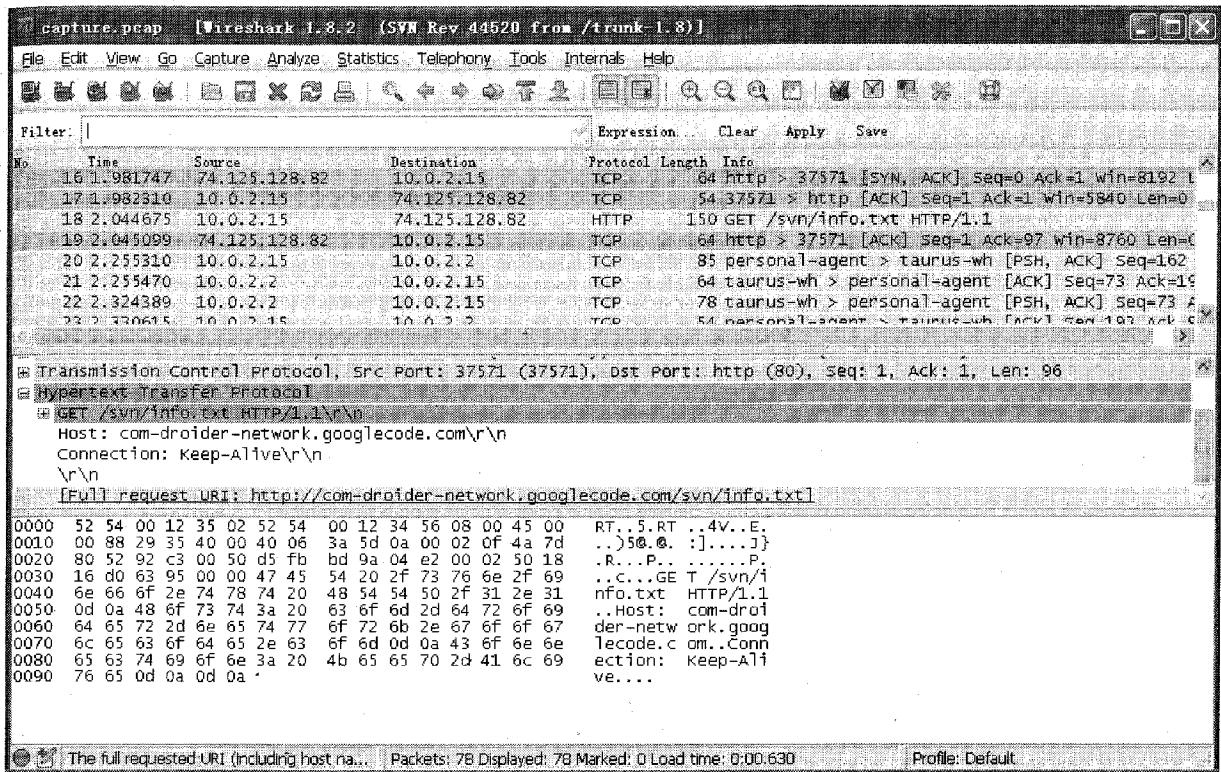 capture.pcap [Wireshark 1.8.2 (SVN Rev 44520 from /trunk-1.8)]
File Edit View Go Capture Analyze Statistics Telephony Tools Internals Help
Filter: Expression... Clear Apply Save
No. Time Source Destination Protocol Length Info
16 1.981747 74.125.128.82 10.0.2.15 TCP 64 http > 37571 [SYN, ACK] Seq=0 Ack=1 Win=8192 L
17 1.982310 10.0.2.15 74.125.128.82 TCP 54 37571 > http [ACK] Seq=1 Ack=1 Win=5840 Len=0
18 2.044675 10.0.2.15 74.125.128.82 HTTP 150 GET /svn/info.txt HTTP/1.1
19 2.045099 74.125.128.82 10.0.2.15 TCP 64 http > 37571 [ACK] Seq=1 Ack=97 Win=8760 Len=0
20 2.255310 10.0.2.15 10.0.2.2 TCP 85 personal-agent > taurus-wh [PSH, ACK] Seq=162
21 2.255470 10.0.2.2 10.0.2.15 TCP 64 taurus-wh > personal-agent [ACK] Seq=73 Ack=19
22 2.324389 10.0.2.2 10.0.2.15 TCP 78 taurus-wh > personal-agent [PSH, ACK] Seq=73 A
23 2.330615 10.0.2.15 10.0.2.2 TCP 54 personal-agent > taurus-wh [ACK] Seq=193 Ack
Transmission Control Protocol, Src Port: 37571 (37571), Dst Port: http (80), Seq: 1, Ack: 1, Len: 96
Hypertext Transfer Protocol
GET /svn/info.txt HTTP/1.1\r\n
Host: com-droider-network.googlecode.com\r\n
Connection: Keep-Alive\r\n
\r\n
[Full request URI: http://com-droider-network.googlecode.com/svn/info.txt]
0000 52 54 00 12 35 02 52 54 00 12 34 56 08 00 45 00 RT..5.RT ..4V..E.
0010 00 88 29 35 40 00 40 06 3a 5d 0a 00 02 0f 4a 7d ..)5@.@. :]....J}
0020 80 52 92 c3 00 50 d5 fb bd 9a 04 e2 00 02 50 18 .R...P.. ......P.
0030 16 d0 63 95 00 00 47 45 54 20 2f 73 76 6e 2f 69 ..c...GE T /svn/i
0040 6e 66 6f 2e 74 78 74 20 48 54 54 50 2f 31 2e 31 nfo.txt HTTP/1.1
0050 0d 0a 48 6f 73 74 3a 20 63 6f 6d 2d 64 72 6f 69 ..Host: com-droi
0060 64 65 72 2d 6e 65 74 77 6f 72 6b 2e 67 6f 6f 67 der-netw ork.goog
0070 6c 65 63 6f 64 65 2e 63 6f 6d 0d 0a 43 6f 6e 6e lecode.c om..Conn
0080 65 63 74 69 6f 6e 3a 20 4b 65 65 70 2d 41 6c 69 ection: Keep-Ali
0090 76 65 0d 0a 0d 0a ve....
The full requested URI (including host na... Packets: 78 Displayed: 78 Marked: 0 Load time: 0:00.630 Profile: Default